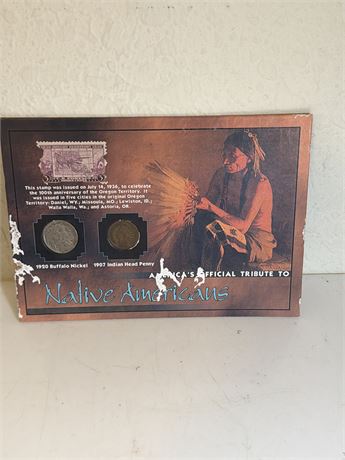 This stamp was issued on July 14, 1936, to celebrate
the 100th anniversary of the Oregon Territory. It
was issued in five cities in the original Oregon
Territory: Daniel, WY; Missoula, MO; Lewiston, ID;
Walla Walla, Wa; and Astoria, OR.
1920 Buffalo Nickel
1907 Indian Head Penny
OFFICIAL TRIBUTE TO
Native Americans